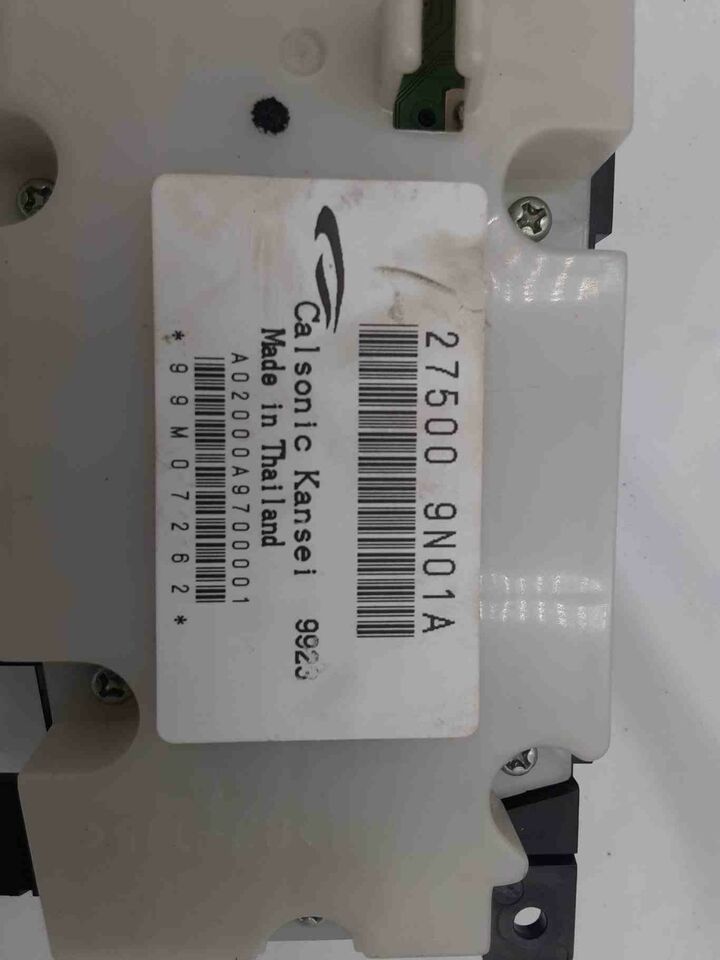 27500 9N01A
Calsonic Kansei 9923
Made in Thailand
A02000A9700001
*99M07262*